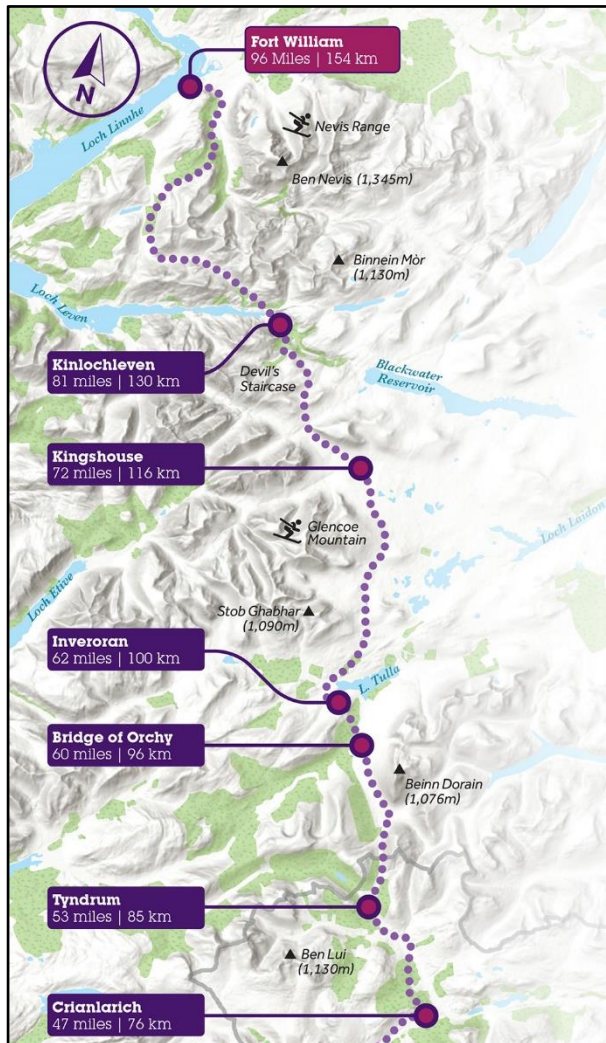 Fort William
96 Miles | 154 km
N
Loch Linnhe
Nevis Range
Ben Nevis (1,345m)
Binnein Mòr
(1,130m)
Loch Leven
Kinlochleven
81 miles | 130 km
Devil's
Staircase
Blackwater
Reservoir
Kingshouse
72 miles | 116 km
Glencoe
Mountain
Loch Laidon
Loch Etive
Stob Ghabhar
(1,090m)
Inveroran
62 miles | 100 km
L. Tulla
Bridge of Orchy
60 miles | 96 km
Beinn Dorain
(1,076m)
Tyndrum
53 miles | 85 km
Ben Lui
(1,130m)
Crianlarich
47 miles | 76 km